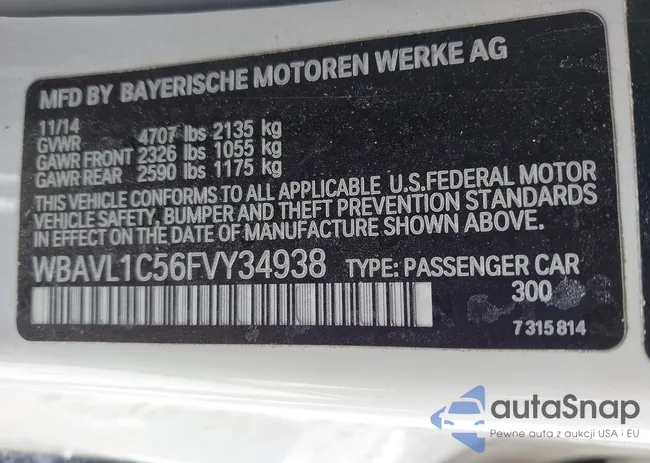 MFD BY BAYERISCHE MOTOREN WERKE AG
11/14
GVWR 4707 lbs 2135 kg
GAWR FRONT 2326 lbs 1055 kg
GAWR REAR 2590 lbs 1175 kg
THIS VEHICLE CONFORMS TO ALL APPLICABLE U.S.FEDERAL MOTOR
VEHICLE SAFETY, BUMPER AND THEFT PREVENTION STANDARDS
IN EFFECT ON THE DATE OF MANUFACTURE SHOWN ABOVE.
WBAVL1C56FVY34938 TYPE: PASSENGER CAR
300
7315814
autaSnap
Pewne auta z aukcji USA i EU